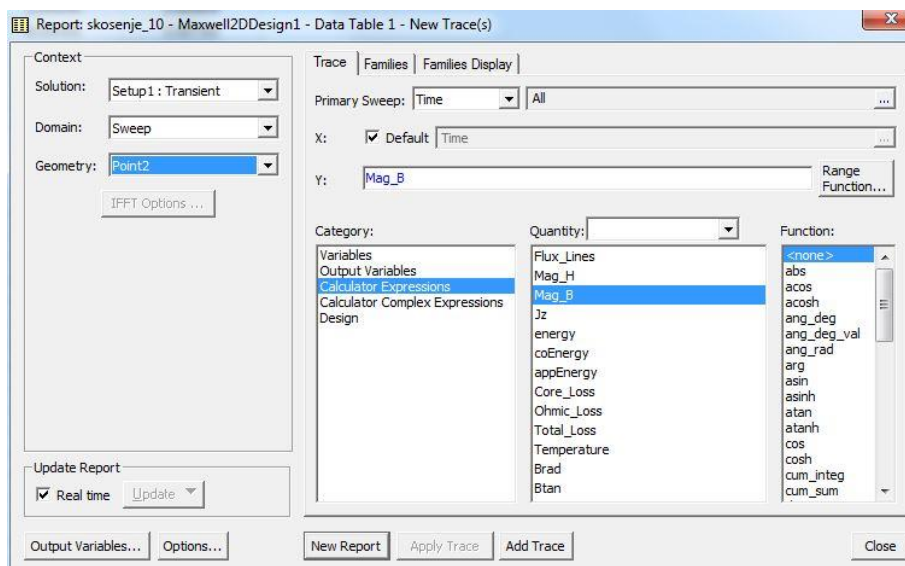 Report: skosenje_10 - Maxwell2DDesign1 - Data Table 1 - New Trace(s)
Context
Solution: Setup1 : Transient
Domain: Sweep
Geometry: Point2
IFFT Options ...
Update Report
Real time Update
Output Variables... Options...
Trace Families Families Display
Primary Sweep: Time All ...
X: Default Time ...
Y: Mag_B Range Function...
Category:
Variables
Output Variables
Calculator Expressions
Calculator Complex Expressions
Design
Quantity:
Flux_Lines
Mag_H
Mag_B
Jz
energy
coEnergy
appEnergy
Core_Loss
Ohmic_Loss
Total_Loss
Temperature
Brad
Btan
Function:
<none>
abs
acos
acosh
ang_deg
ang_deg_val
ang_rad
arg
asin
asinh
atan
atanh
cos
cosh
cum_integ
cum_sum
New Report Apply Trace Add Trace Close